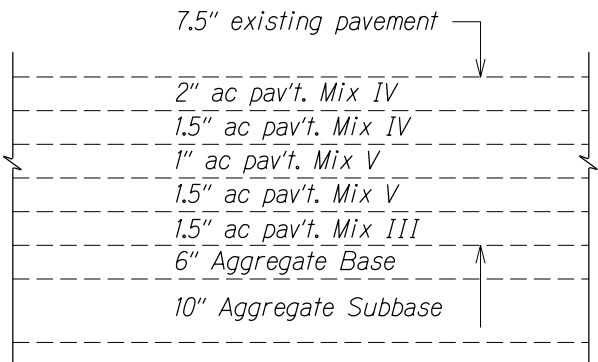 7.5" existing pavement
2" ac pav't. Mix IV
1.5" ac pav't. Mix IV
1" ac pav't. Mix V
1.5" ac pav't. Mix V
1.5" ac pav't. Mix III
6" Aggregate Base
10" Aggregate Subbase